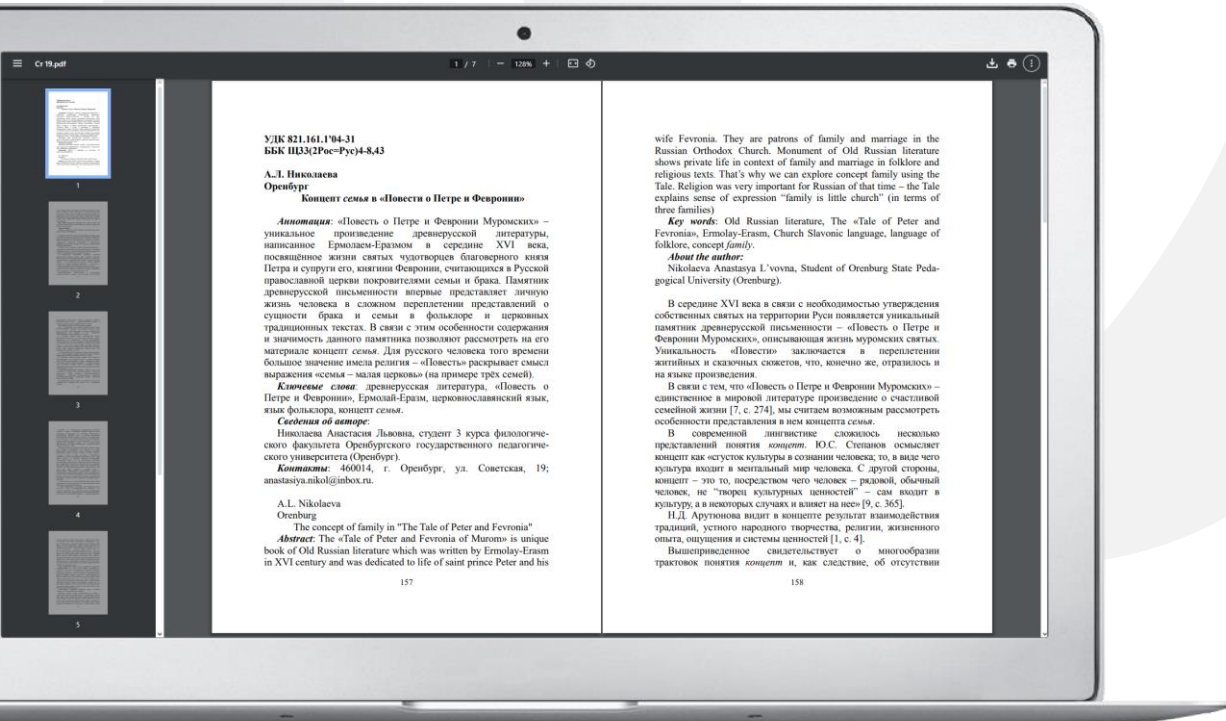 Ст 19.pdf
1 / 7
128%
1
2
3
4
5
УДК 821.161.1'04-31
ББК Щ33(2Рос=Рус)4-8,43
А.Л. Николаева
Оренбург
Концепт семья в «Повести о Петре и Февронии»
Аннотация: «Повесть о Петре и Февронии Муромских» –
уникальное произведение древнерусской литературы,
написанное Ермолаем-Еразмом в середине XVI века,
посвящённое жизни святых чудотворцев благоверного князя
Петра и супруги его, княгини Февронии, считающихся в Русской
православной церкви покровителями семьи и брака. Памятник
древнерусской письменности впервые представляет личную
жизнь человека в сложном переплетении представлений о
сущности брака и семьи в фольклоре и церковных
традиционных текстах. В связи с этим особенности содержания
и значимость данного памятника позволяют рассмотреть на его
материале концепт семья. Для русского человека того времени
большое значение имела религия – «Повесть» раскрывает смысл
выражения «семья – малая церковь» (на примере трёх семей).
Ключевые слова: древнерусская литература, «Повесть о
Петре и Февронии», Ермолай-Еразм, церковнославянский язык,
язык фольклора, концепт семья.
Сведения об авторе:
Николаева Анастасия Львовна, студент 3 курса филологиче-
ского факультета Оренбургского государственного педагогиче-
ского университета (Оренбург).
Контакты: 460014, г. Оренбург, ул. Советская, 19;
anastasiya.nikol@inbox.ru.
A.L. Nikolaeva
Orenburg
The concept of family in "The Tale of Peter and Fevronia"
Abstract: The «Tale of Peter and Fevronia of Murom» is unique
book of Old Russian literature which was written by Ermolay-Erasm
in XVI century and was dedicated to life of saint prince Peter and his
157
wife Fevronia. They are patrons of family and marriage in the
Russian Orthodox Church. Monument of Old Russian literature
shows private life in context of family and marriage in folklore and
religious texts. That's why we can explore concept family using the
Tale. Religion was very important for Russian of that time – the Tale
explains sense of expression “family is little church” (in terms of
three families)
Key words: Old Russian literature, The «Tale of Peter and
Fevronia», Ermolay-Erasm, Church Slavonic language, language of
folklore, concept family.
About the author:
Nikolaeva Anastasya L'vovna, Student of Orenburg State Peda-
gogical University (Orenburg).
В середине XVI века в связи с необходимостью утверждения
собственных святых на территории Руси появляется уникальный
памятник древнерусской письменности – «Повесть о Петре и
Февронии Муромских», описывающая жизнь муромских святых.
Уникальность «Повести» заключается в переплетении
житийных и сказочных сюжетов, что, конечно же, отразилось и
на языке произведения.
В связи с тем, что «Повесть о Петре и Февронии Муромских» –
единственное в мировой литературе произведение о счастливой
семейной жизни [7, с. 274], мы считаем возможным рассмотреть
особенности представления в нем концепта семья.
В современной лингвистике сложилось несколько
представлений понятия концепт. Ю.С. Степанов осмысляет
концепт как «сгусток культуры в сознании человека; то, в виде чего
культура входит в ментальный мир человека. С другой стороны,
концепт – это то, посредством чего человек – рядовой, обычный
человек, не “творец культурных ценностей” – сам входит в
культуру, а в некоторых случаях и влияет на нее» [9, с. 365].
Н.Д. Арутюнова видит в концепте результат взаимодействия
традиций, устного народного творчества, религии, жизненного
опыта, ощущения и системы ценностей [1, с. 4].
Вышеприведенное свидетельствует о многообразии
трактовок понятия концепт и, как следствие, об отсутствии
158